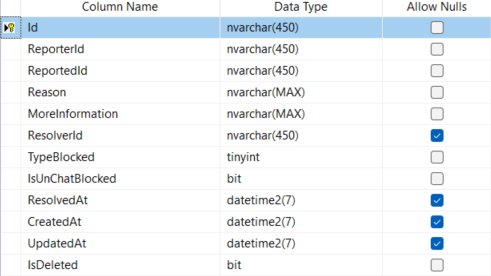 Column Name Data Type Allow Nulls
Id nvarchar(450)
ReporterId nvarchar(450)
ReportedId nvarchar(450)
Reason nvarchar(MAX)
MoreInformation nvarchar(MAX)
ResolverId nvarchar(450)
TypeBlocked tinyint
IsUnChatBlocked bit
ResolvedAt datetime2(7)
CreatedAt datetime2(7)
UpdatedAt datetime2(7)
IsDeleted bit